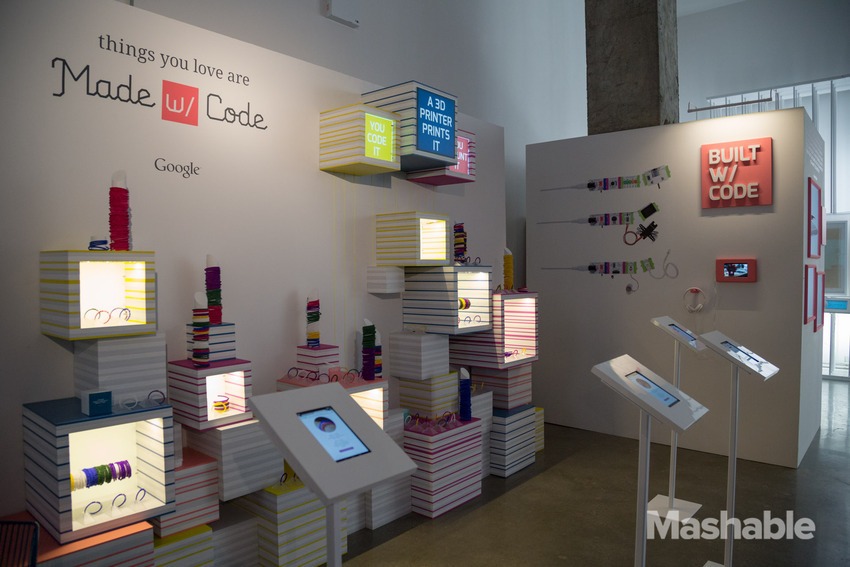 things you love are
Made w/ Code
Google
YOU
CODE
IT
A 3D
PRINTER
PRINTS
IT
BUILT
W/
CODE
Mashable